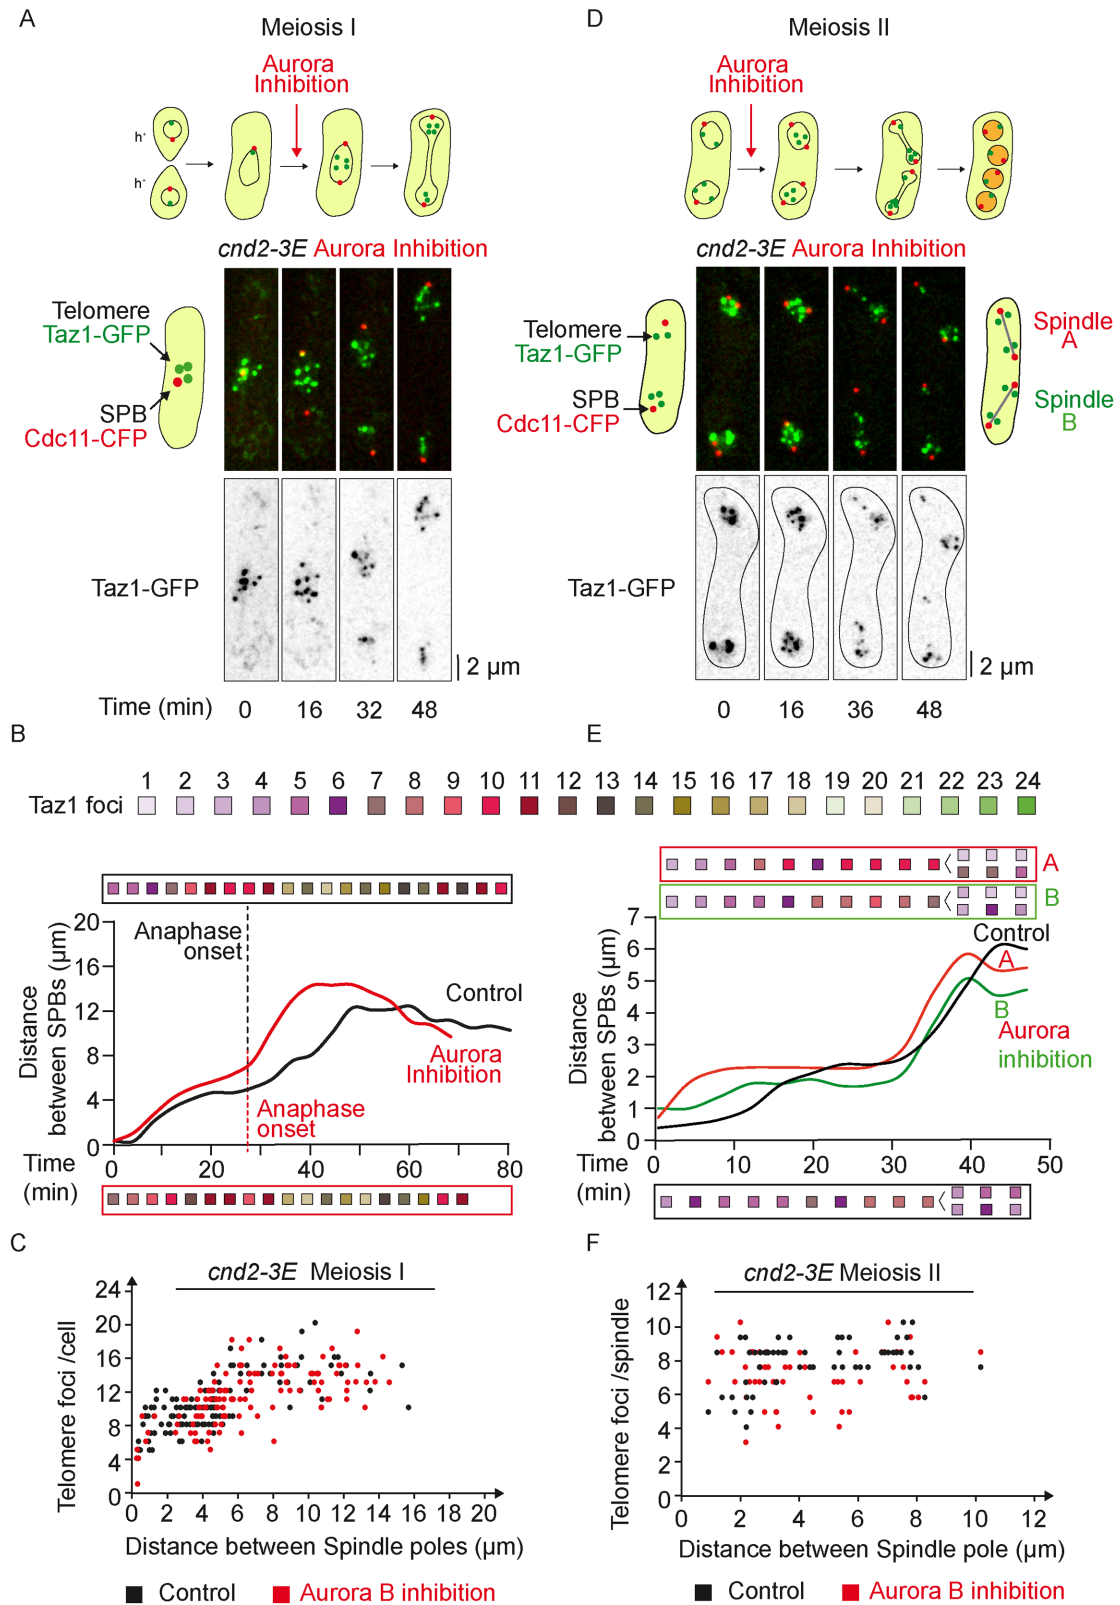 A
Meiosis I
Aurora
Inhibition
h⁺
h⁺
cnd2-3E Aurora Inhibition
Telomere
Taz1-GFP
SPB
Cdc11-CFP
Taz1-GFP
2 µm
Time (min) 0 16 32 48
D
Meiosis II
Aurora
Inhibition
cnd2-3E Aurora Inhibition
Telomere
Taz1-GFP
SPB
Cdc11-CFP
Spindle
A
Spindle
B
Taz1-GFP
2 µm
Time (min) 0 16 36 48
B
E
1 2 3 4 5 6 7 8 9 10 11 12 13 14 15 16 17 18 19 20 21 22 23 24
Taz1 foci
20
16
12
8
4
0
Distance
between SPBs (µm)
Anaphase
onset
Control
Aurora
Inhibition
Anaphase
onset
Time
(min)
0 20 40 60 80
A
B
7
6
5
4
3
2
1
0
Distance
between SPBs (µm)
Control
A
B
Aurora
inhibition
Time
(min)
0 10 20 30 40 50
C
cnd2-3E Meiosis I
24
20
16
12
8
4
0
Telomere foci /cell
0 2 4 6 8 10 12 14 16 18 20
Distance between Spindle poles (µm)
Control Aurora B inhibition
F
cnd2-3E Meiosis II
12
10
8
6
4
2
0
Telomere foci /spindle
0 2 4 6 8 10 12
Distance between Spindle pole (µm)
Control Aurora B inhibition